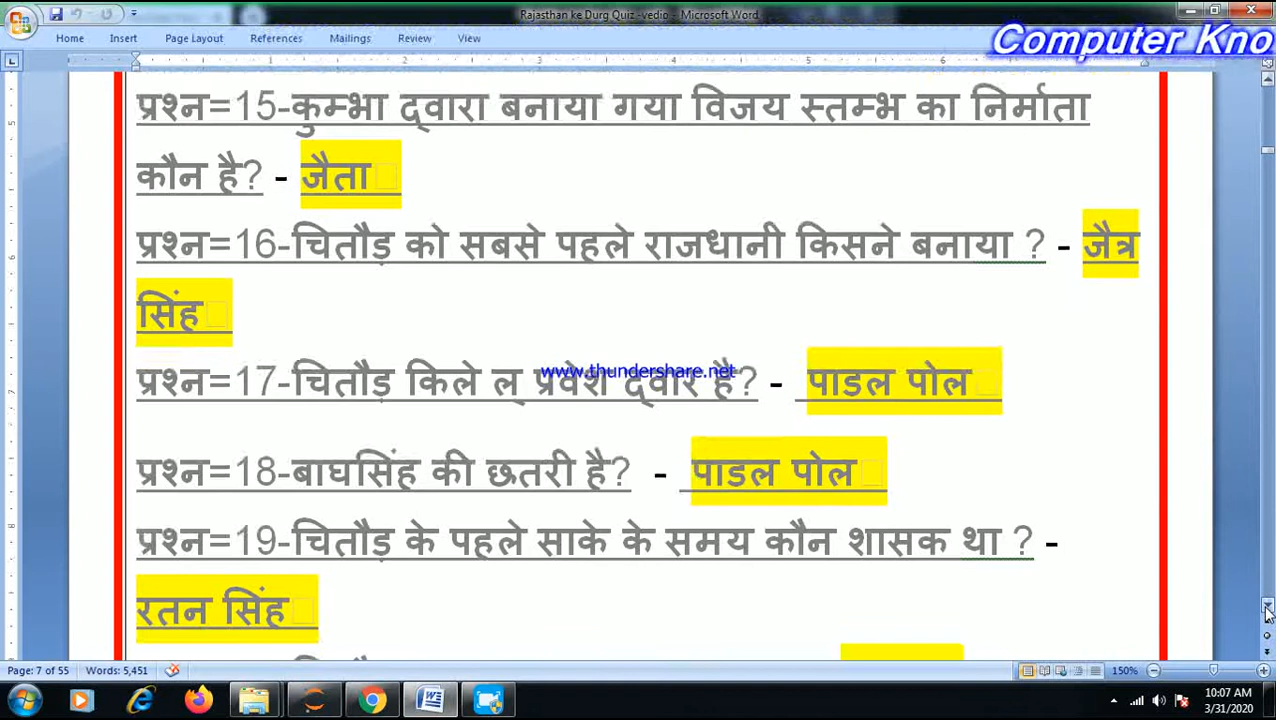 Rajasthan ke Durg Quiz -vedio - Microsoft Word
Computer Kno
Home Insert Page Layout References Mailings Review View
प्रश्न=15-कुम्भा द्वारा बनाया गया विजय स्तम्भ का निर्माता
कौन है? - जैता
प्रश्न=16-चितौड़ को सबसे पहले राजधानी किसने बनाया ? - जैत्र
सिंह
www.thundershare.net
प्रश्न=17-चितौड़ किले ल् प्रवेश द्वार है? - पाडल पोल
प्रश्न=18-बाघसिंह की छतरी है? - पाडल पोल
प्रश्न=19-चितौड़ के पहले साके के समय कौन शासक था ? -
रतन सिंह
Page: 7 of 55 Words: 5,451 150%
10:07 AM
3/31/2020